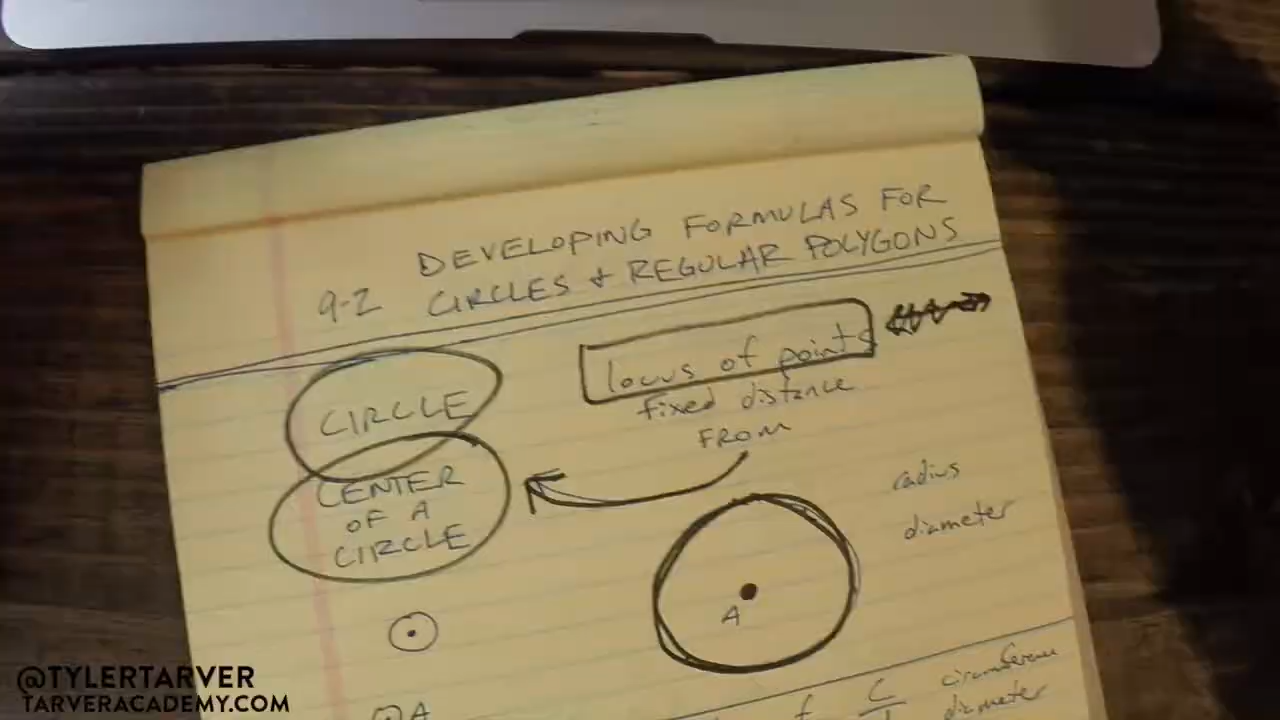 DEVELOPING FORMULAS FOR
9-2 CIRCLES & REGULAR POLYGONS
CIRCLE
locus of points
fixed distance
FROM
CENTER
OF A
CIRCLE
radius
diameter
A
circumference
C
diameter
A
@TYLERTARVER
TARVERACADEMY.COM